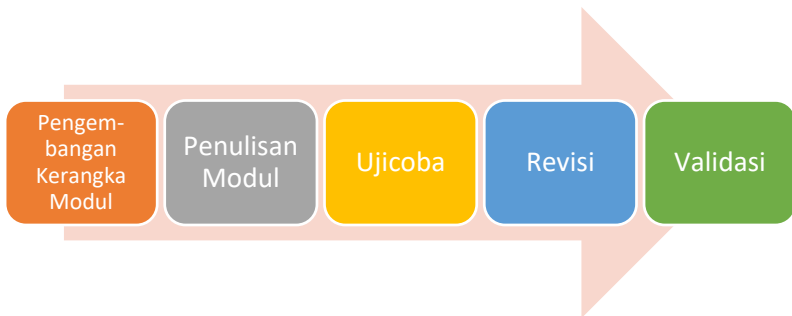 Pengem-
bangan
Kerangka
Modul
Penulisan
Modul
Ujicoba
Revisi
Validasi